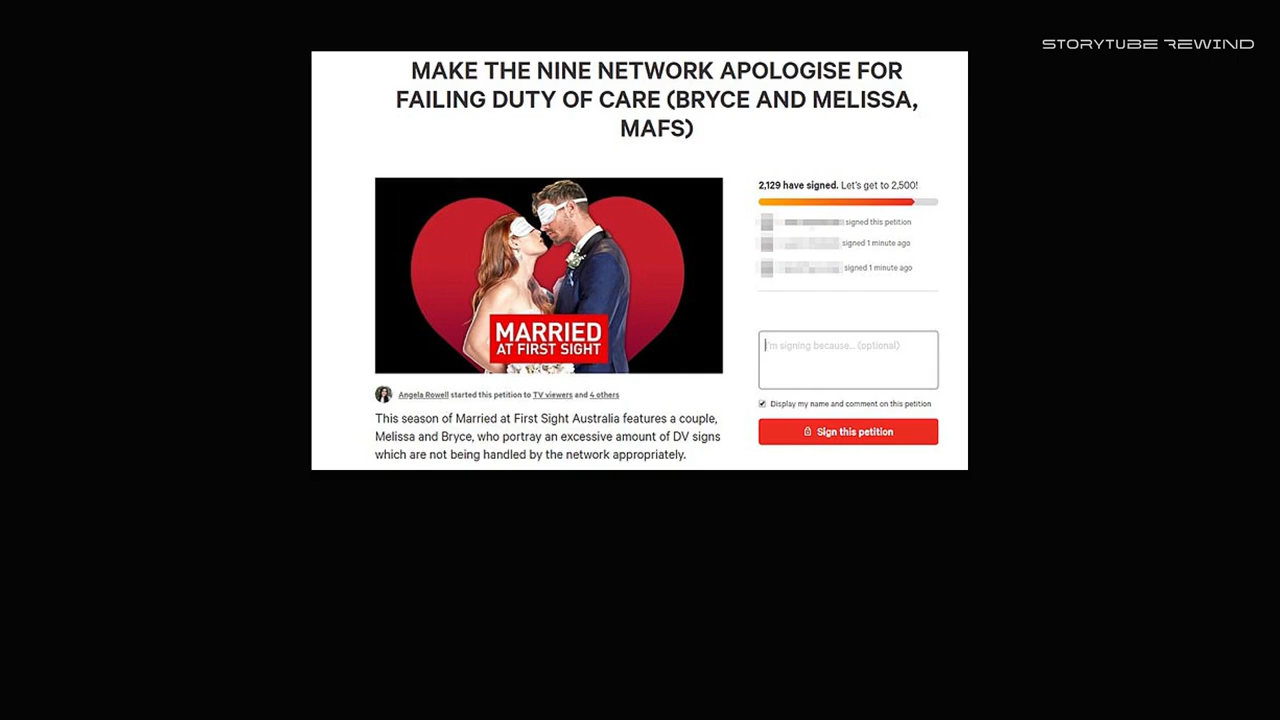 STORYTUBE REWIND
MAKE THE NINE NETWORK APOLOGISE FOR
FAILING DUTY OF CARE (BRYCE AND MELISSA,
MAFS)
MARRIED
AT FIRST SIGHT
Angela Rowell started this petition to TV viewers and 4 others
This season of Married at First Sight Australia features a couple,
Melissa and Bryce, who portray an excessive amount of DV signs
which are not being handled by the network appropriately.
2,129 have signed. Let's get to 2,500!
signed this petition
signed 1 minute ago
signed 1 minute ago
I'm signing because... (optional)
Display my name and comment on this petition
Sign this petition